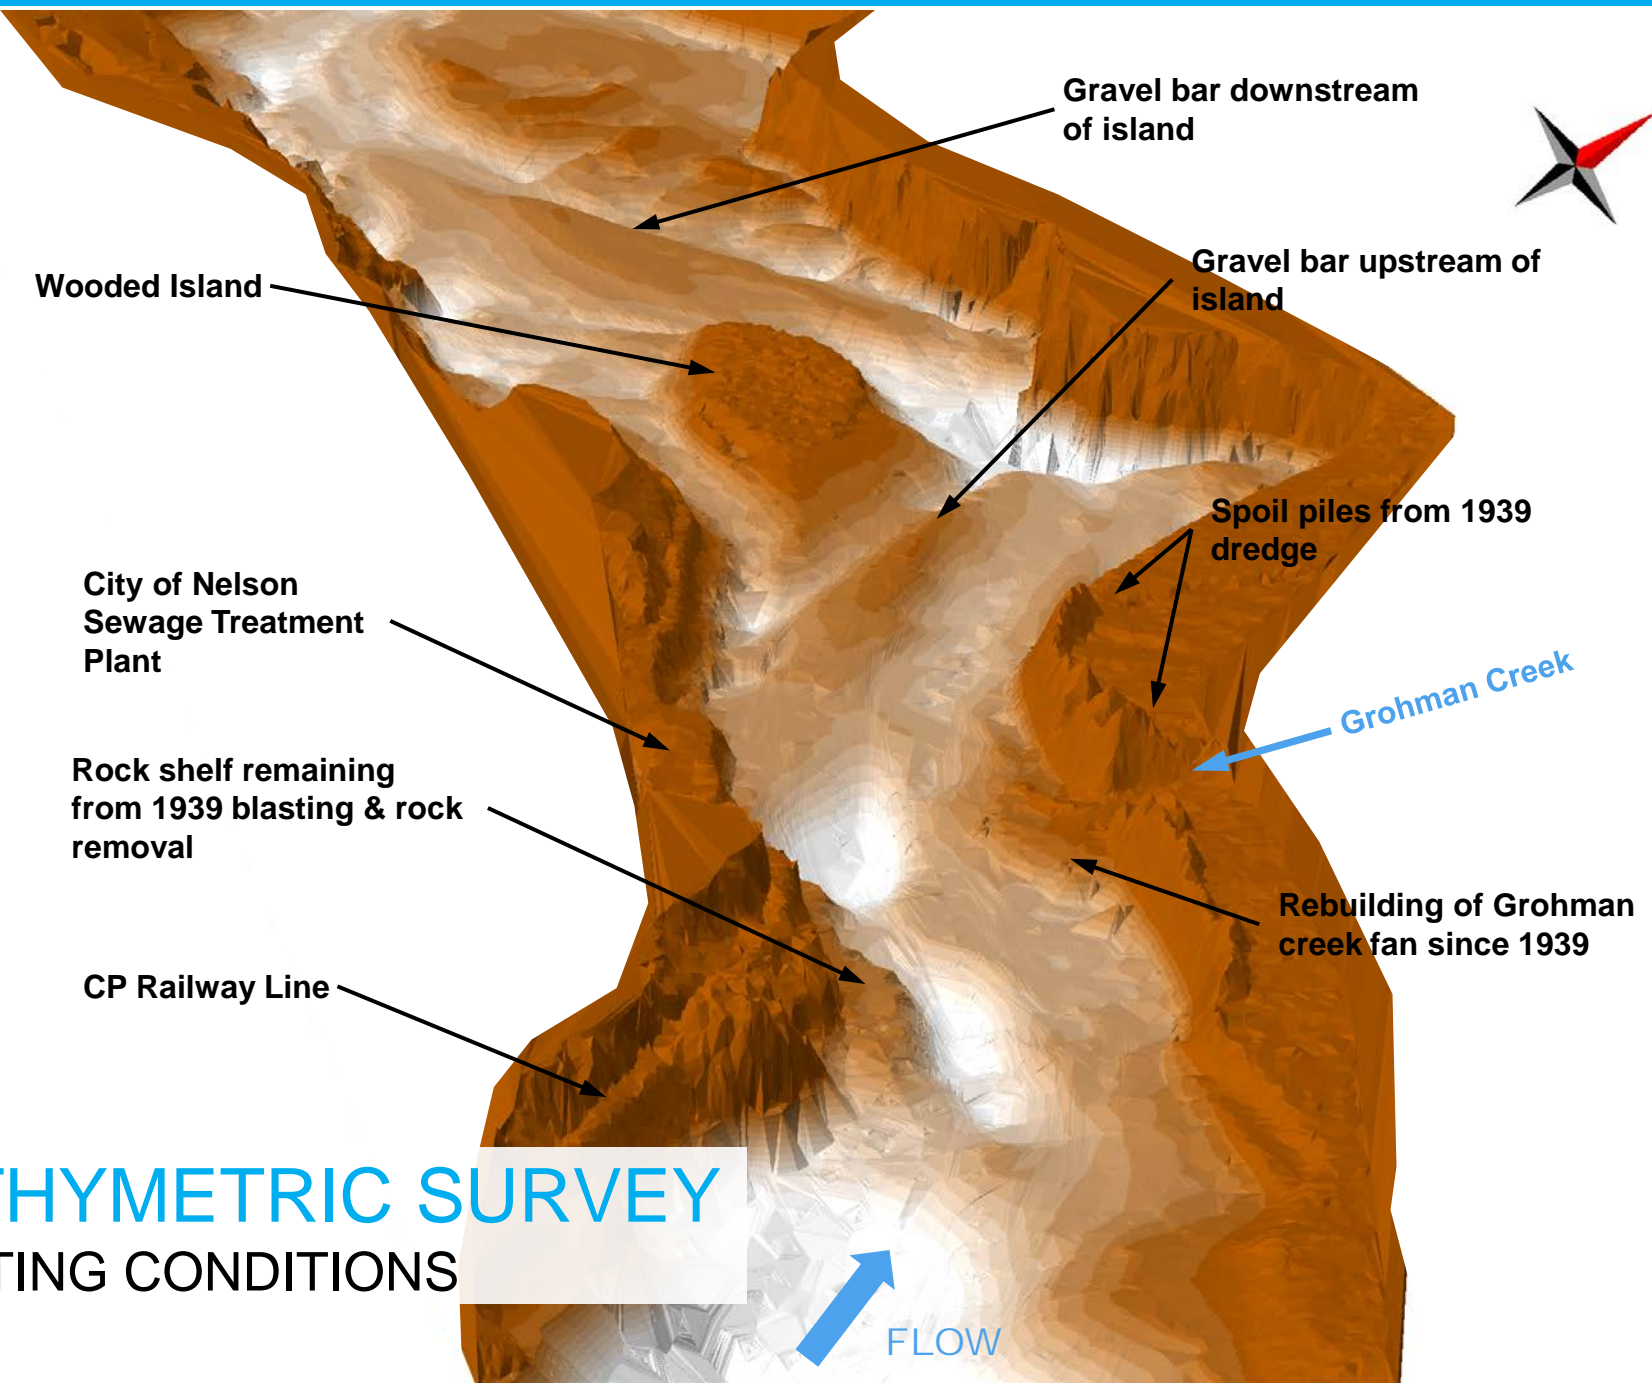 Gravel bar downstream
of island
Gravel bar upstream of
island
Wooded Island
Spoil piles from 1939
dredge
City of Nelson
Sewage Treatment
Plant
Grohman Creek
Rock shelf remaining
from 1939 blasting & rock
removal
Rebuilding of Grohman
creek fan since 1939
CP Railway Line
THYMETRIC SURVEY
TING CONDITIONS
FLOW